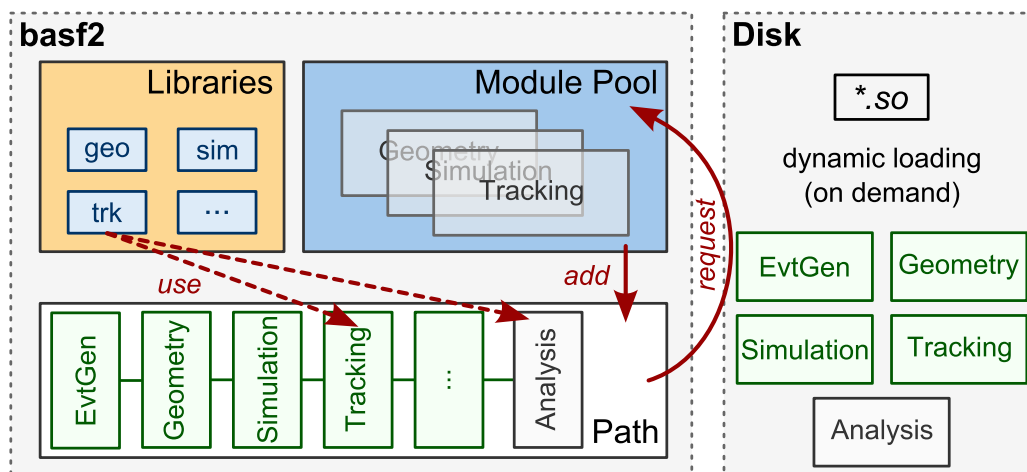 basf2
Libraries
geo
sim
trk
...
Module Pool
Geometry
Simulation
Tracking
use
add
request
EvtGen
Geometry
Simulation
Tracking
...
Analysis
Path
Disk
*.so
dynamic loading
(on demand)
EvtGen
Geometry
Simulation
Tracking
Analysis